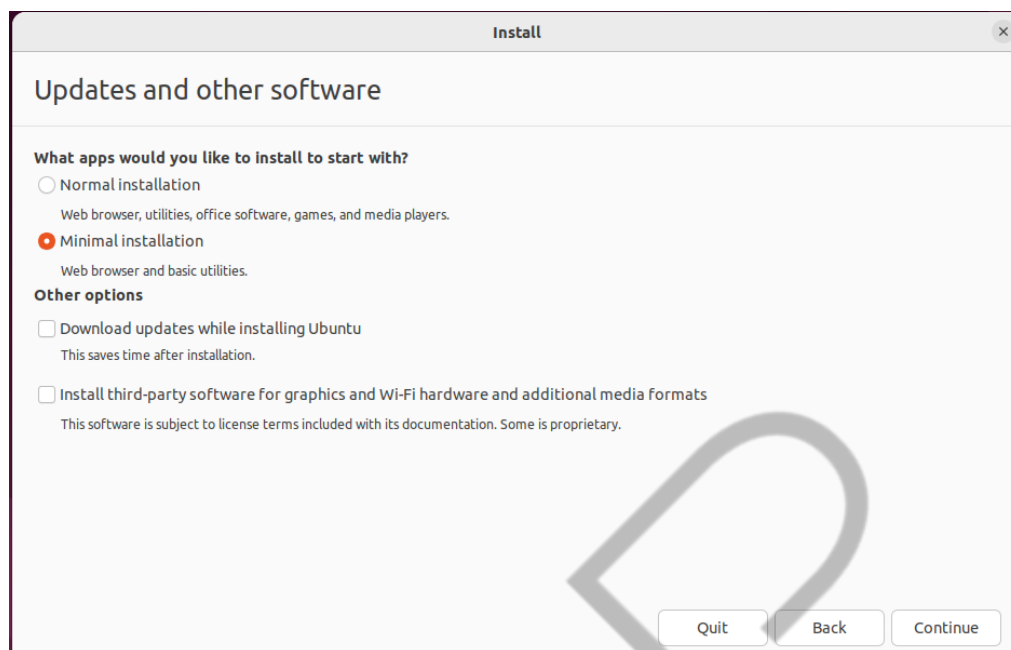 Install
Updates and other software
What apps would you like to install to start with?
Normal installation
Web browser, utilities, office software, games, and media players.
Minimal installation
Web browser and basic utilities.
Other options
Download updates while installing Ubuntu
This saves time after installation.
Install third-party software for graphics and Wi-Fi hardware and additional media formats
This software is subject to license terms included with its documentation. Some is proprietary.
Quit Back Continue